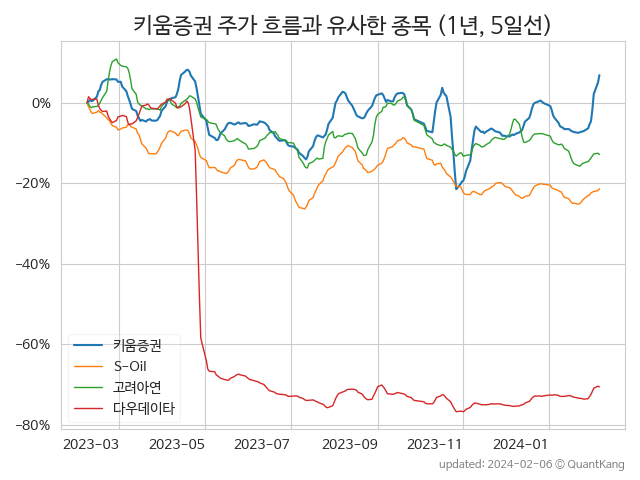 키움증권 주가 흐름과 유사한 종목 (1년, 5일선)
0%
−20%
−40%
−60%
−80%
키움증권
S-Oil
고려아연
다우데이타
2023-03 2023-05 2023-07 2023-09 2023-11 2024-01
updated: 2024-02-06 © QuantKang